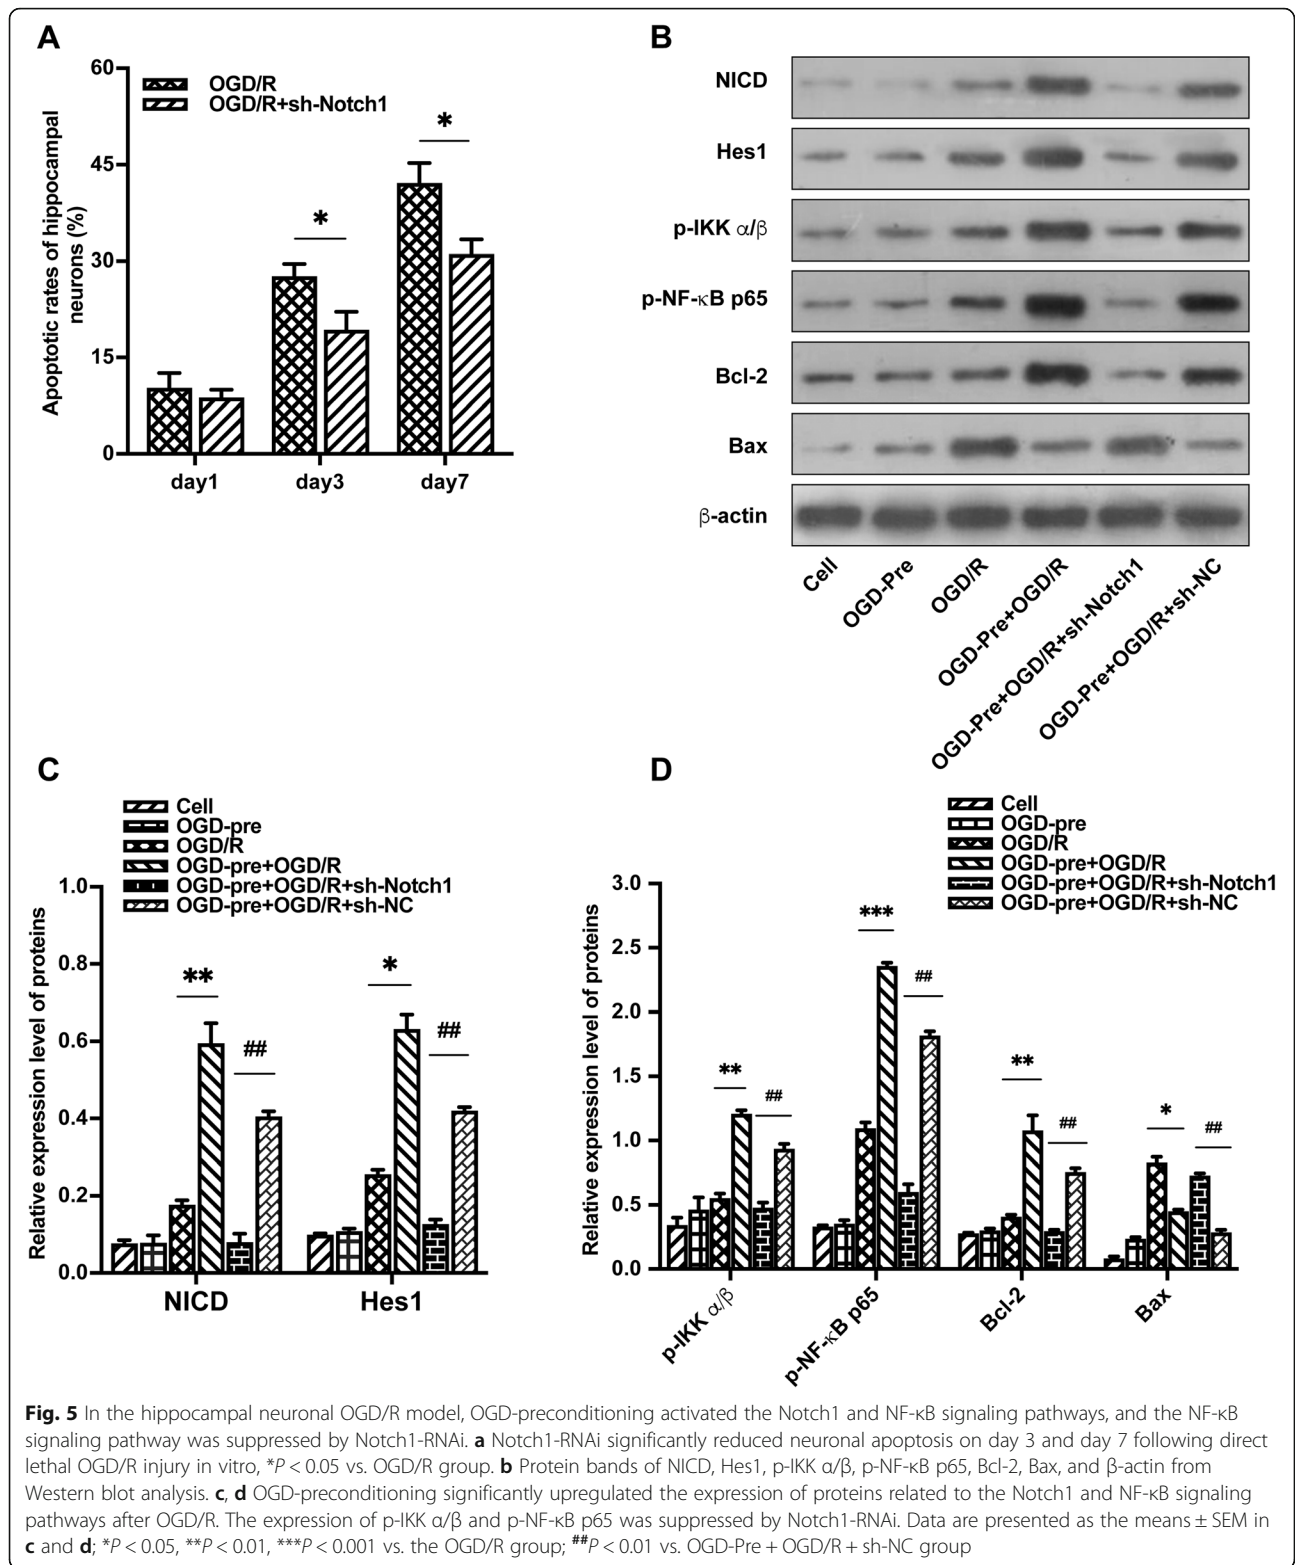 A
60
45
30
15
0
Apoptotic rates of hippocampal
neurons (%)
OGD/R
OGD/R+sh-Notch1
*
*
day1 day3 day7
B
NICD
Hes1
p-IKK α/β
p-NF-κB p65
Bcl-2
Bax
β-actin
Cell
OGD-Pre
OGD/R
OGD-Pre+OGD/R
OGD-Pre+OGD/R+sh-Notch1
OGD-Pre+OGD/R+sh-NC
C
Cell
OGD-pre
OGD/R
OGD-pre+OGD/R
OGD-pre+OGD/R+sh-Notch1
OGD-pre+OGD/R+sh-NC
1.0
0.8
0.6
0.4
0.2
0.0
Relative expression level of proteins
** ## * ##
NICD Hes1
D
Cell
OGD-pre
OGD/R
OGD-pre+OGD/R
OGD-pre+OGD/R+sh-Notch1
OGD-pre+OGD/R+sh-NC
3.0
2.5
2.0
1.5
1.0
0.5
0.0
Relative expression level of proteins
** ## *** ## ** ## * ##
p-IKK α/β
p-NF-κB p65
Bcl-2
Bax
Fig. 5 In the hippocampal neuronal OGD/R model, OGD-preconditioning activated the Notch1 and NF-κB signaling pathways, and the NF-κB
signaling pathway was suppressed by Notch1-RNAi. a Notch1-RNAi significantly reduced neuronal apoptosis on day 3 and day 7 following direct
lethal OGD/R injury in vitro, *P < 0.05 vs. OGD/R group. b Protein bands of NICD, Hes1, p-IKK α/β, p-NF-κB p65, Bcl-2, Bax, and β-actin from
Western blot analysis. c, d OGD-preconditioning significantly upregulated the expression of proteins related to the Notch1 and NF-κB signaling
pathways after OGD/R. The expression of p-IKK α/β and p-NF-κB p65 was suppressed by Notch1-RNAi. Data are presented as the means ± SEM in
c and d; *P < 0.05, **P < 0.01, ***P < 0.001 vs. the OGD/R group; ##P < 0.01 vs. OGD-Pre + OGD/R + sh-NC group